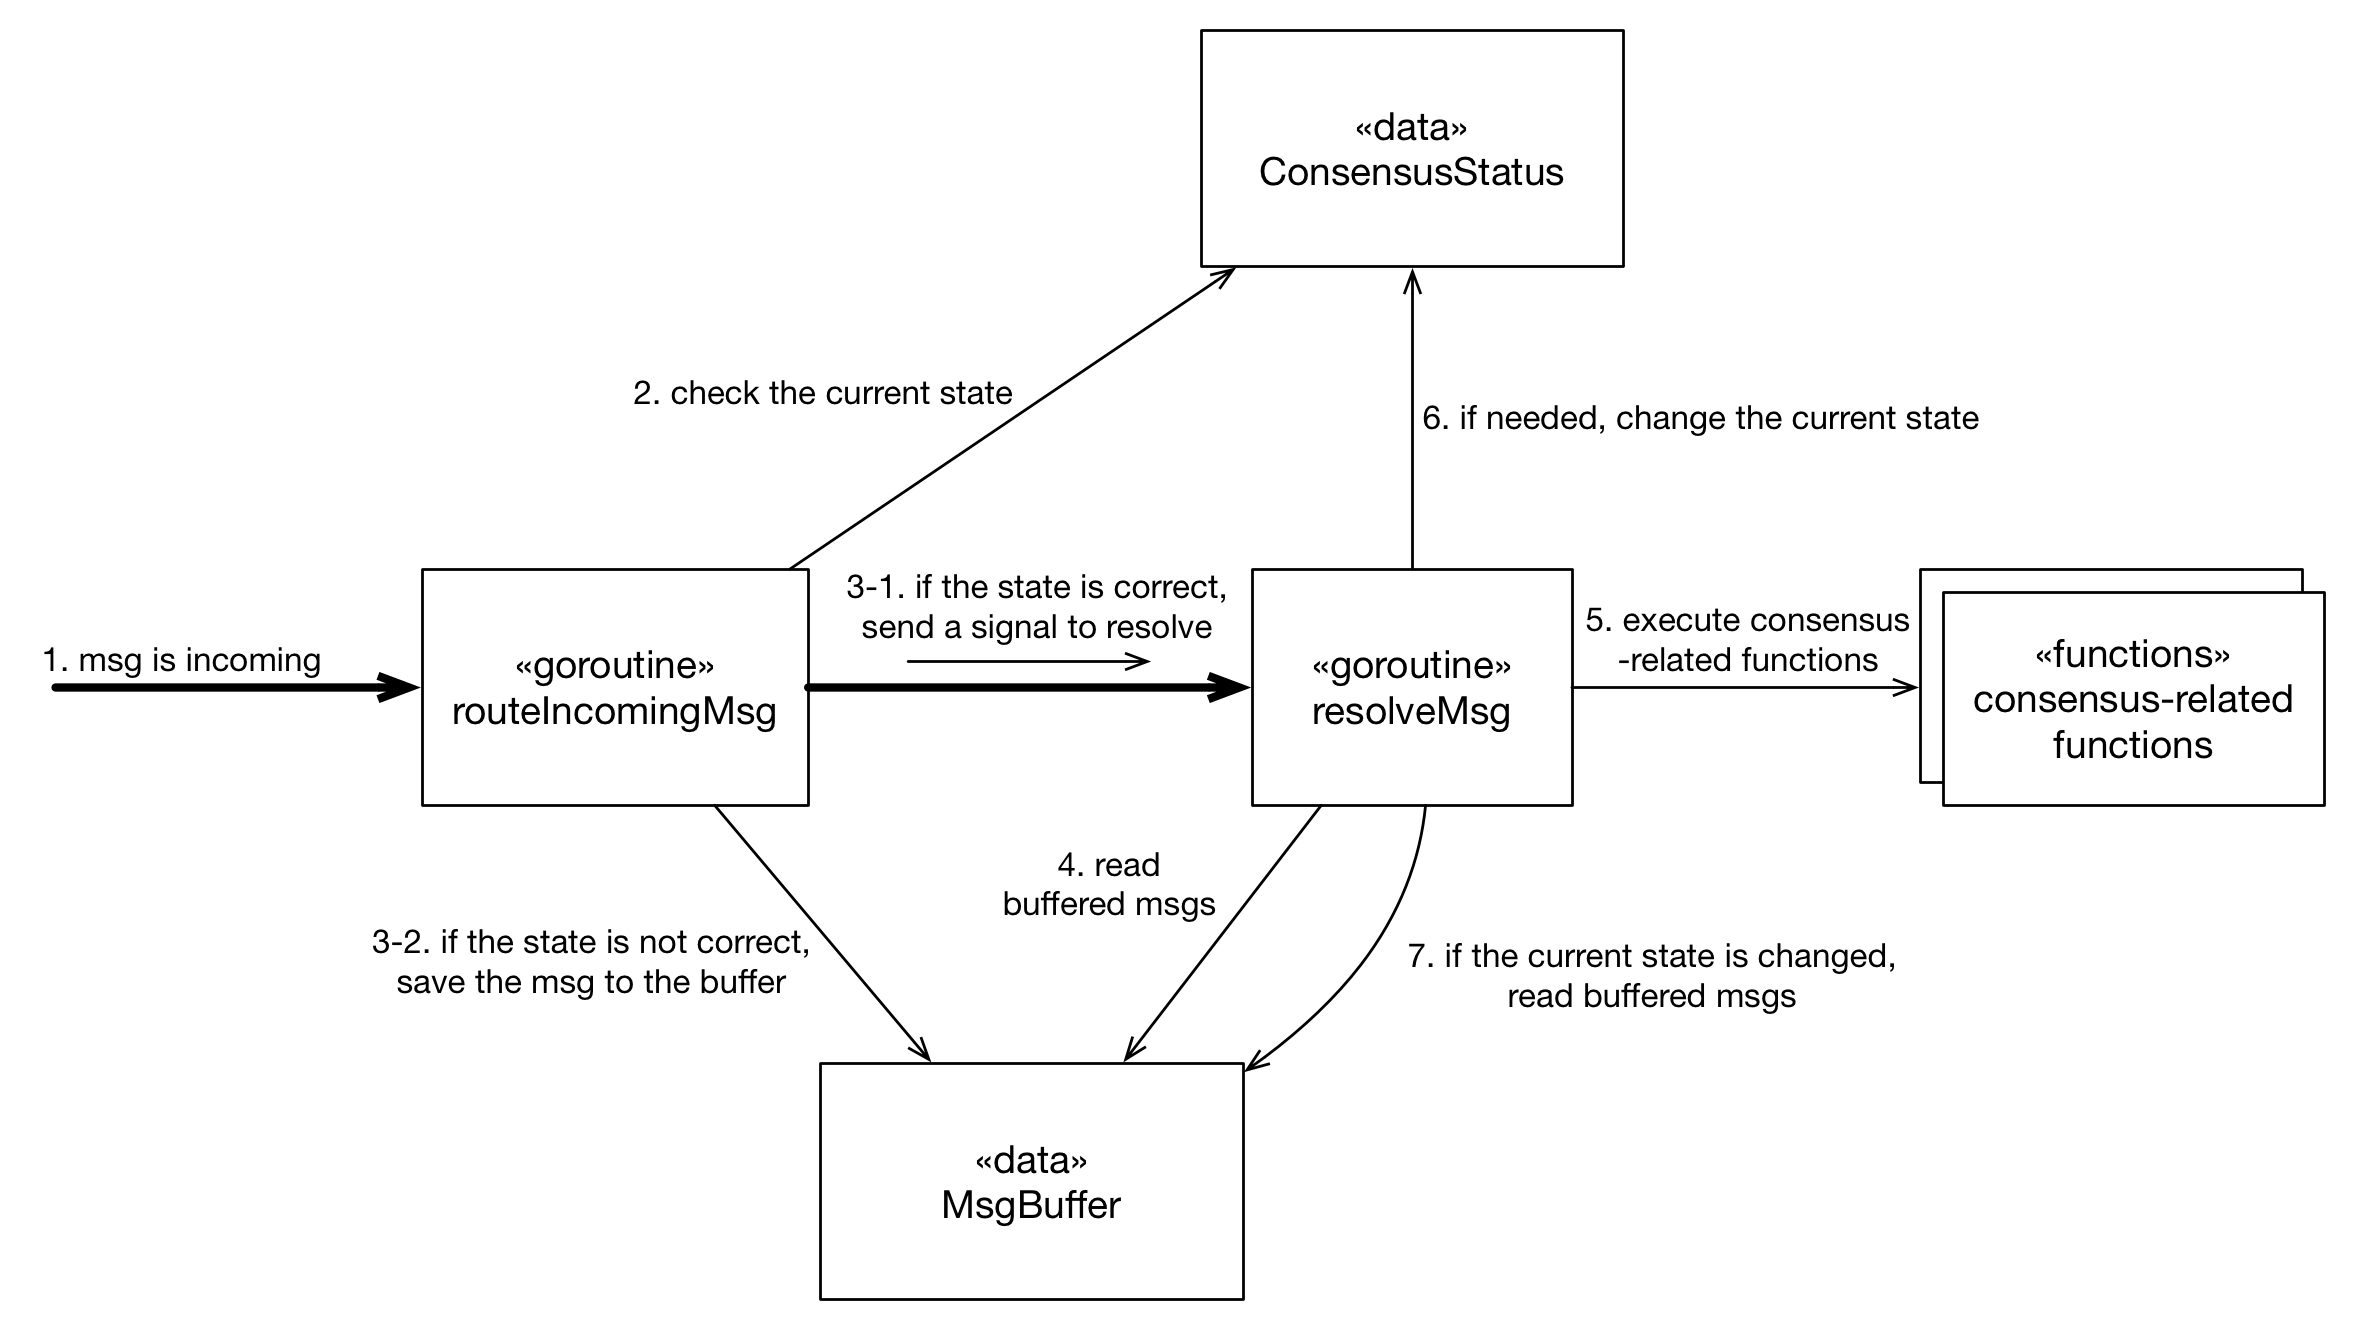 «data»
ConsensusStatus
2. check the current state
6. if needed, change the current state
1. msg is incoming
«goroutine»
routeIncomingMsg
3-1. if the state is correct,
send a signal to resolve
«goroutine»
resolveMsg
5. execute consensus
-related functions
«functions»
consensus-related
functions
3-2. if the state is not correct,
save the msg to the buffer
4. read
buffered msgs
7. if the current state is changed,
read buffered msgs
«data»
MsgBuffer